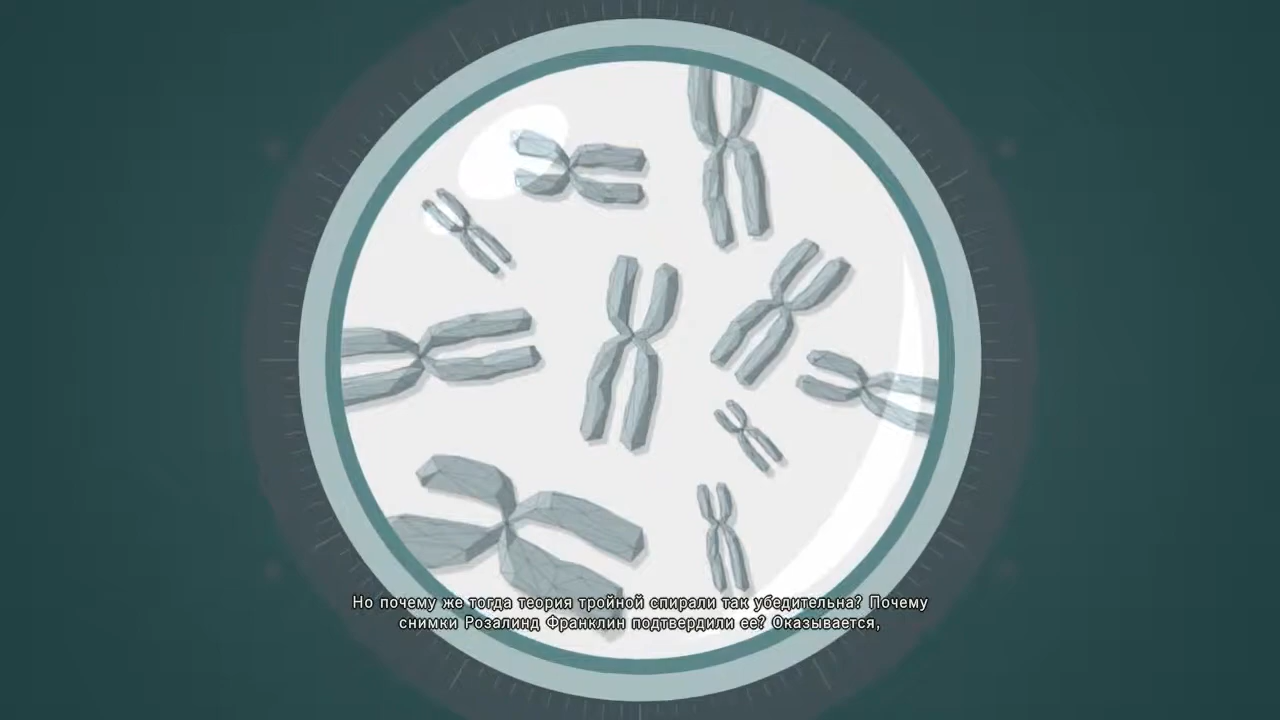 Но почему же тогда теория тройной спирали так убедительна? Почему
снимки Розалинд Франклин подтвердили ее? Оказывается,